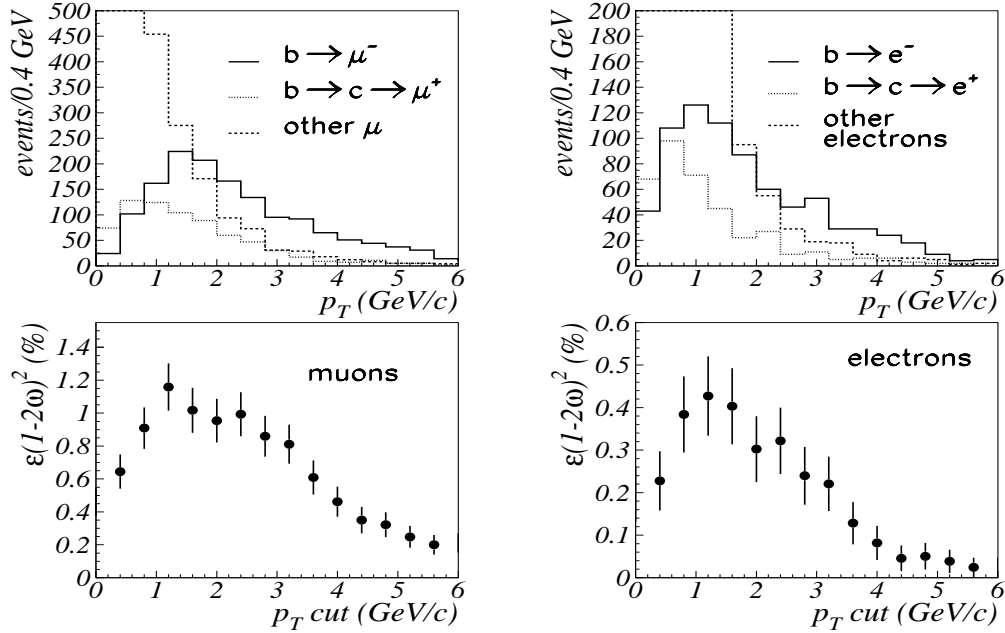 events/0.4 GeV
500
450
400
350
300
250
200
150
100
50
0
b → μ⁻
b → c → μ⁺
other μ
0 1 2 3 4 5 6
p_T (GeV/c)
events/0.4 GeV
200
180
160
140
120
100
80
60
40
20
0
b → e⁻
b → c → e⁺
other
electrons
0 1 2 3 4 5 6
p_T (GeV/c)
ε(1-2ω)² (%)
1.4
1.2
1
0.8
0.6
0.4
0.2
0
muons
0 1 2 3 4 5 6
p_T cut (GeV/c)
ε(1-2ω)² (%)
0.6
0.5
0.4
0.3
0.2
0.1
0
electrons
0 1 2 3 4 5 6
p_T cut (GeV/c)